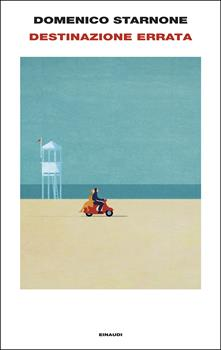 DOMENICO STARNONE
DESTINAZIONE ERRATA
EINAUDI